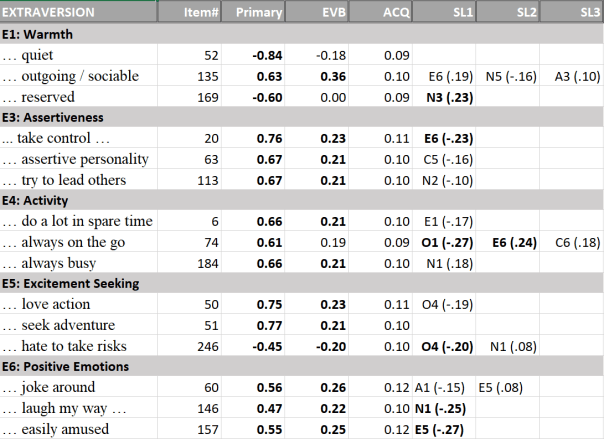 EXTRAVERSION Item# Primary EVB ACQ SL1 SL2 SL3
E1: Warmth
… quiet 52 -0.84 -0.18 0.09
… outgoing / sociable 135 0.63 0.36 0.10 E6 (.19) N5 (-.16) A3 (.10)
… reserved 169 -0.60 0.00 0.09 N3 (.23)
E3: Assertiveness
... take control … 20 0.76 0.23 0.11 E6 (-.23)
… assertive personality 63 0.67 0.21 0.10 C5 (-.16)
… try to lead others 113 0.67 0.21 0.10 N2 (-.10)
E4: Activity
… do a lot in spare time 6 0.66 0.21 0.10 E1 (-.17)
… always on the go 74 0.61 0.19 0.09 O1 (-.27) E6 (.24) C6 (.18)
… always busy 184 0.66 0.21 0.10 N1 (.18)
E5: Excitement Seeking
… love action 50 0.75 0.23 0.11 O4 (-.19)
… seek adventure 51 0.77 0.21 0.10
… hate to take risks 246 -0.45 -0.20 0.10 O4 (-.20) N1 (.08)
E6: Positive Emotions
… joke around 60 0.56 0.26 0.12 A1 (-.15) E5 (.08)
… laugh my way … 146 0.47 0.22 0.10 N1 (-.25)
… easily amused 157 0.55 0.25 0.12 E5 (-.27)